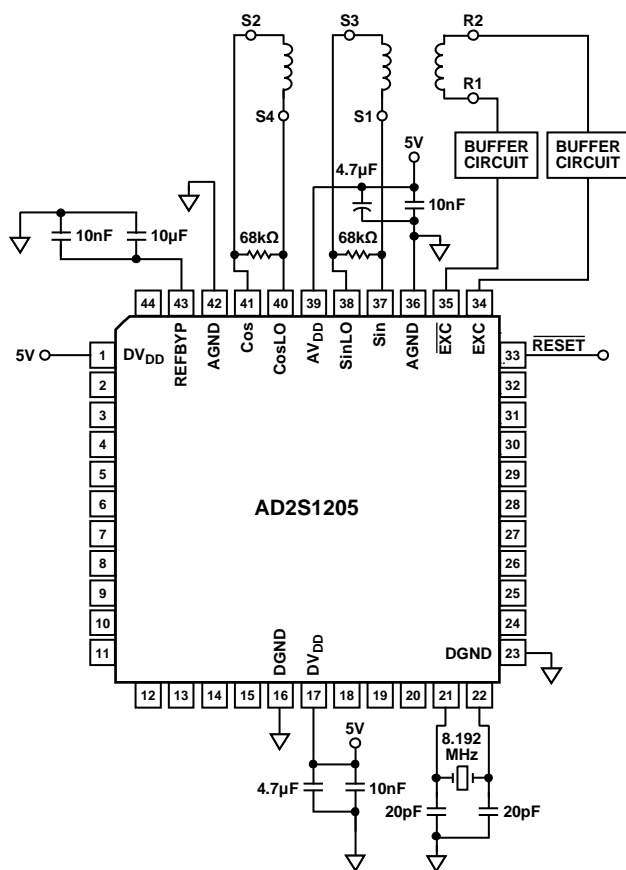 S2 S3 R2
R1
S4 S1
5V
BUFFER CIRCUIT BUFFER CIRCUIT
4.7µF
10nF 10µF 68kΩ 68kΩ 10nF
44 43 42 41 40 39 38 37 36 35 34
DVDD REFBYP AGND Cos CosLO AVDD SinLO Sin AGND EXC EXC
5V 1 33 RESET
2 32
3 31
4 30
5 29
AD2S1205
6 28
7 27
8 26
9 25
10 24
11 DGND DVDD DGND 23
12 13 14 15 16 17 18 19 20 21 22
5V 8.192 MHz
4.7µF 10nF 20pF 20pF